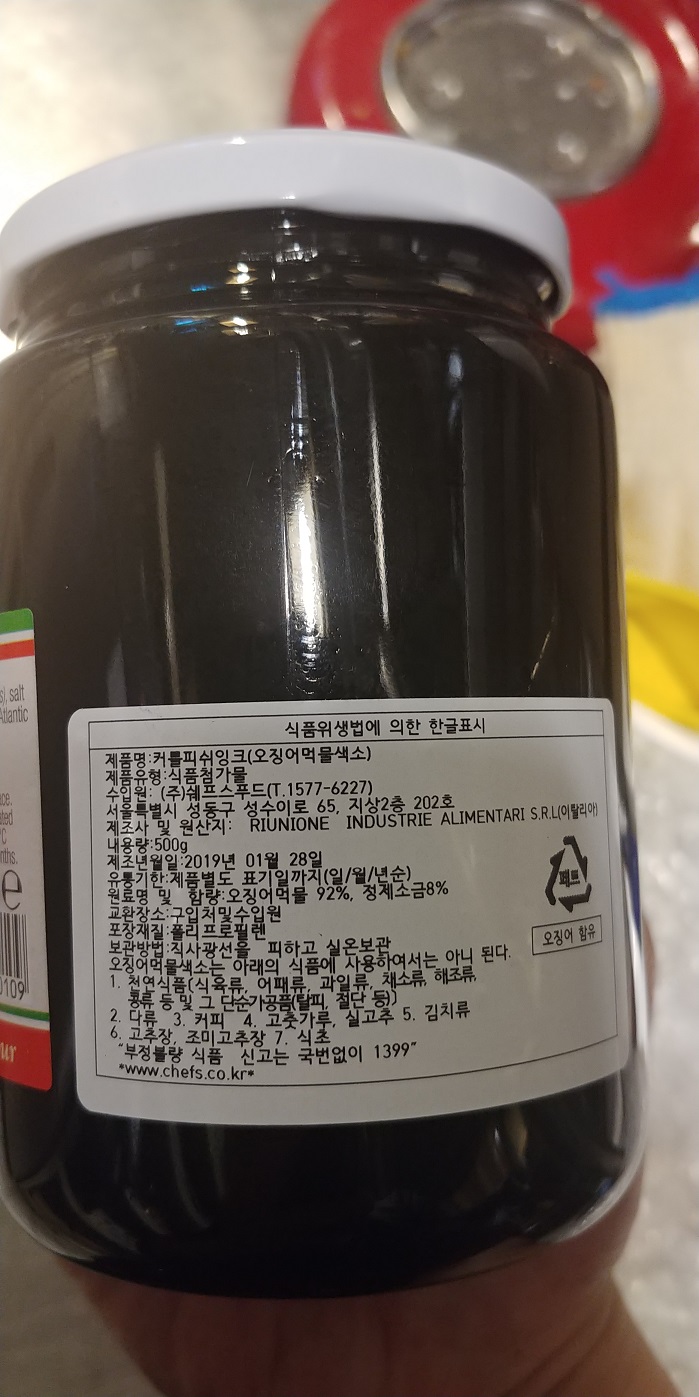 식품위생법에 의한 한글표시
제품명:커틀피쉬잉크(오징어먹물색소)
제품유형:식품첨가물
수입원: (주)쉐프스푸드(T.1577-6227)
서울특별시 성동구 성수이로 65, 지상2층 202호
제조사 및 원산지: RIUNIONE INDUSTRIE ALIMENTARI S.R.L(이탈리아)
내용량:500g
제조년월일:2019년 01월 28일
유통기한:제품별도 표기일까지(일/월/년순)
원료명 및 함량:오징어먹물 92%, 정제소금8%
교환장소:구입처및수입원
포장재질:폴리프로필렌
보관방법:직사광선을 피하고 실온보관
오징어먹물색소는 아래의 식품에 사용하여서는 아니 된다.
1. 천연식품(식육류, 어패류, 과일류, 채소류, 해조류,
콩류 등 및 그 단순가공품(탈피, 절단 등))
2. 다류 3. 커피 4. 고춧가루, 실고추 5. 김치류
6. 고추장, 조미고추장 7. 식초
"부정불량 식품 신고는 국번없이 1399"
*www.chefs.co.kr*
페트
오징어 함유
s). salt
Atlantic
ace.
ated
°C
nths.
e
0109
ur